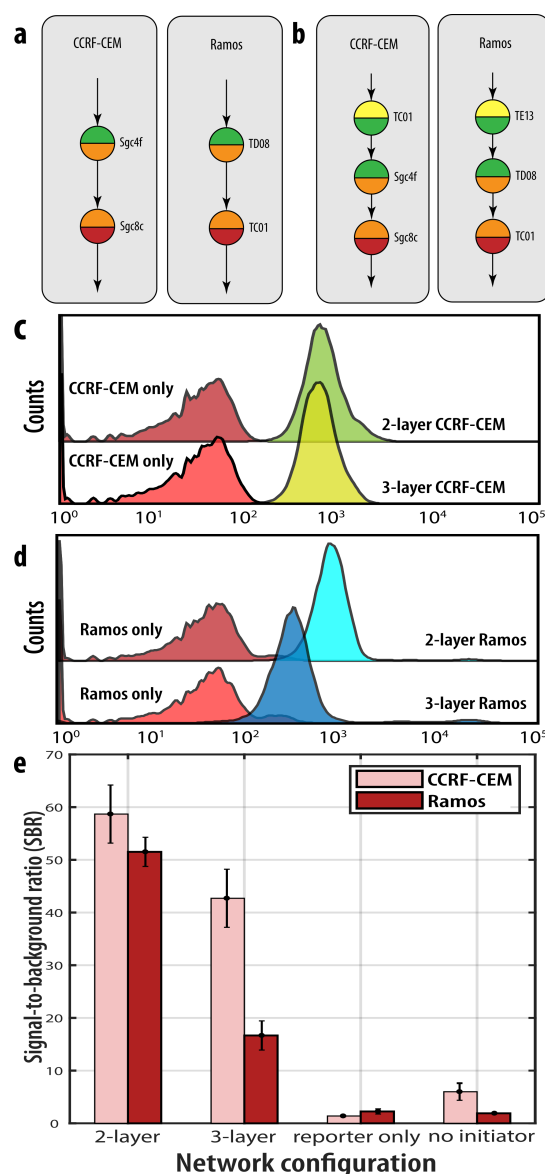 a
CCRF-CEM
Ramos
Sgc4f
TD08
Sgc8c
TC01
b
CCRF-CEM
Ramos
TC01
TE13
Sgc4f
TD08
Sgc8c
TC01
c
Counts
CCRF-CEM only
2-layer CCRF-CEM
CCRF-CEM only
3-layer CCRF-CEM
10⁰ 10¹ 10² 10³ 10⁴ 10⁵
d
Counts
Ramos only
2-layer Ramos
Ramos only
3-layer Ramos
10⁰ 10¹ 10² 10³ 10⁴ 10⁵
e
Signal-to-background ratio (SBR)
70
60
50
40
30
20
10
0
CCRF-CEM
Ramos
2-layer 3-layer reporter only no initiator
Network configuration